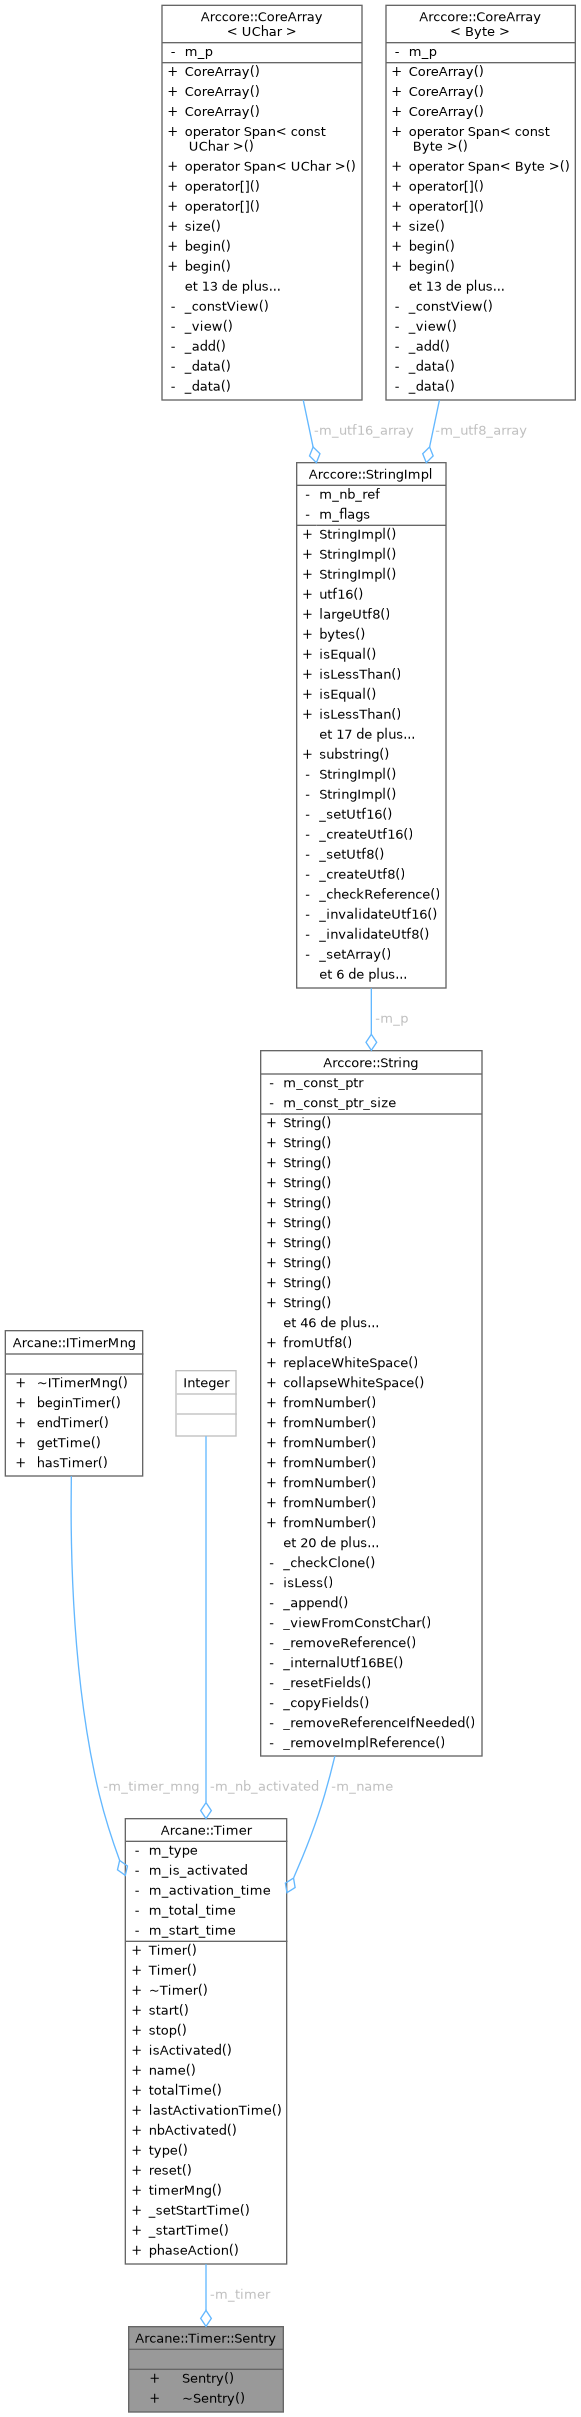 Arccore::CoreArray
< UChar >
- m_p
+ CoreArray()
+ CoreArray()
+ CoreArray()
+ operator Span< const
UChar >()
+ operator Span< UChar >()
+ operator[]()
+ operator[]()
+ size()
+ begin()
+ begin()
et 13 de plus...
- _constView()
- _view()
- _add()
- _data()
- _data()
Arccore::CoreArray
< Byte >
- m_p
+ CoreArray()
+ CoreArray()
+ CoreArray()
+ operator Span< const
Byte >()
+ operator Span< Byte >()
+ operator[]()
+ operator[]()
+ size()
+ begin()
+ begin()
et 13 de plus...
- _constView()
- _view()
- _add()
- _data()
- _data()
-m_utf16_array
-m_utf8_array
Arccore::StringImpl
- m_nb_ref
- m_flags
+ StringImpl()
+ StringImpl()
+ StringImpl()
+ utf16()
+ largeUtf8()
+ bytes()
+ isEqual()
+ isLessThan()
+ isEqual()
+ isLessThan()
et 17 de plus...
+ substring()
- StringImpl()
- StringImpl()
- _setUtf16()
- _createUtf16()
- _setUtf8()
- _createUtf8()
- _checkReference()
- _invalidateUtf16()
- _invalidateUtf8()
- _setArray()
et 6 de plus...
-m_p
Arccore::String
- m_const_ptr
- m_const_ptr_size
+ String()
+ String()
+ String()
+ String()
+ String()
+ String()
+ String()
+ String()
+ String()
+ String()
et 46 de plus...
+ fromUtf8()
+ replaceWhiteSpace()
+ collapseWhiteSpace()
+ fromNumber()
+ fromNumber()
+ fromNumber()
+ fromNumber()
+ fromNumber()
+ fromNumber()
+ fromNumber()
et 20 de plus...
- _checkClone()
- isLess()
- _append()
- _viewFromConstChar()
- _removeReference()
- _internalUtf16BE()
- _resetFields()
- _copyFields()
- _removeReferenceIfNeeded()
- _removeImplReference()
Arcane::ITimerMng
+ ~ITimerMng()
+ beginTimer()
+ endTimer()
+ getTime()
+ hasTimer()
Integer
-m_timer_mng
-m_nb_activated
-m_name
Arcane::Timer
- m_type
- m_is_activated
- m_activation_time
- m_total_time
- m_start_time
+ Timer()
+ Timer()
+ ~Timer()
+ start()
+ stop()
+ isActivated()
+ name()
+ totalTime()
+ lastActivationTime()
+ nbActivated()
+ type()
+ reset()
+ timerMng()
+ _setStartTime()
+ _startTime()
+ phaseAction()
-m_timer
Arcane::Timer::Sentry
+ Sentry()
+ ~Sentry()